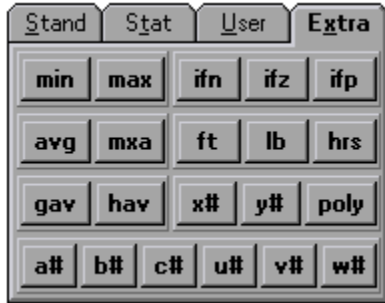 Stand Stat User Extra
min max ifn ifz ifp
avg mxa ft lb hrs
gav hav x# y# poly
a# b# c# u# v# w#